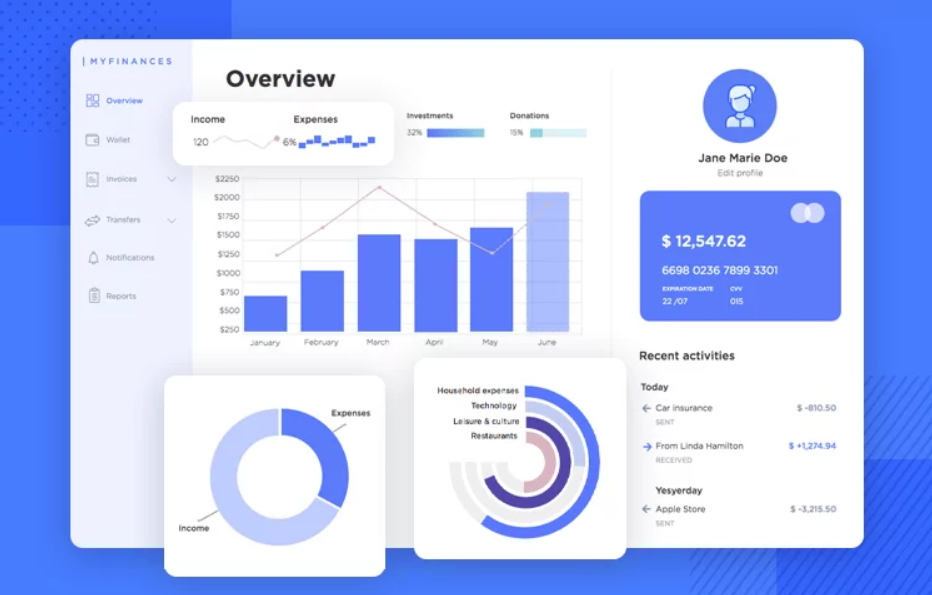 MYFINANCES
Overview
Wallet
Invoices
Transfers
Notifications
Reports
Overview
Income
Expenses
120
6%
Investments
32%
Donations
15%
$2250
$2000
$1750
$1500
$1250
$1000
$750
$500
$250
January
February
March
April
May
June
Expenses
Income
Household expenses
Technology
Leisure & culture
Restaurants
Jane Marie Doe
Edit profile
$ 12,547.62
6698 0236 7899 3301
EXPIRATION DATE CVV
22 /07 015
Recent activities
Today
Car insurance $ -810.50
SENT
From Linda Hamilton $ +1,274.94
RECEIVED
Yesyerday
Apple Store $ -3,215.50
SENT